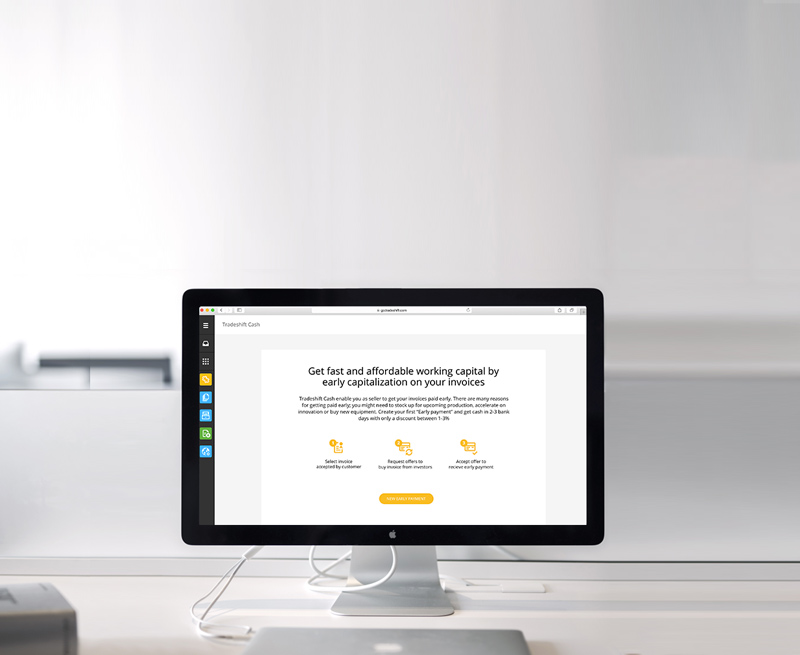 go.tradeshift.com
Tradeshift Cash
Get fast and affordable working capital by
early capitalization on your invoices
Tradeshift Cash enable you as seller to get your invoices paid early. There are many reasons
for getting paid early; you might need to stock up for upcoming production, accelerate on
innovation or buy new equipment. Create your first "Early payment" and get cash in 2-3 bank
days with only a discount between 1-3%
1
2
3
Select invoice
accepted by customer
Request offers to
buy invoice from investors
Accept offer to
recieve early payment
NEW EARLY PAYMENT